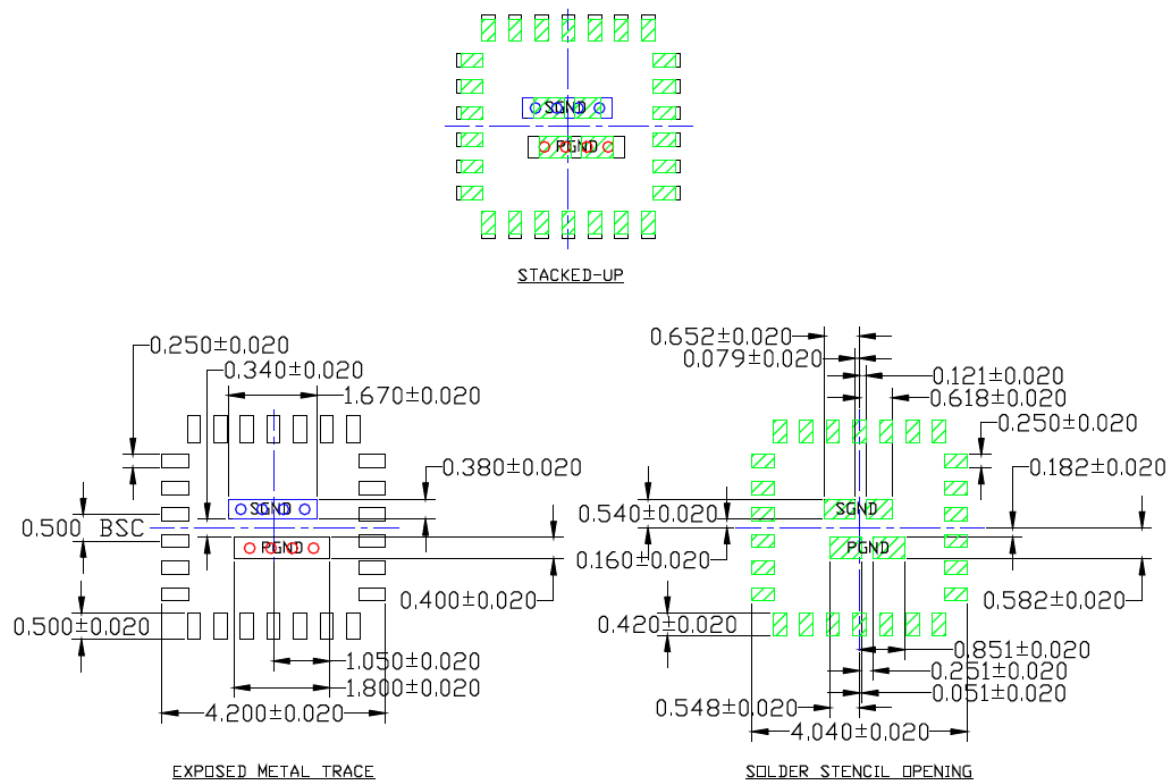 SGND
PGND
STACKED-UP
0.250±0.020
0.340±0.020
1.670±0.020
0.380±0.020
SGND
0.500 BSC
PGND
0.400±0.020
0.500±0.020
1.050±0.020
1.800±0.020
4.200±0.020
EXPOSED METAL TRACE
0.652±0.020
0.079±0.020
0.121±0.020
0.618±0.020
0.250±0.020
0.182±0.020
0.540±0.020
SGND
PGND
0.160±0.020
0.582±0.020
0.420±0.020
0.851±0.020
0.251±0.020
0.051±0.020
0.548±0.020
4.040±0.020
SOLDER STENCIL OPENING